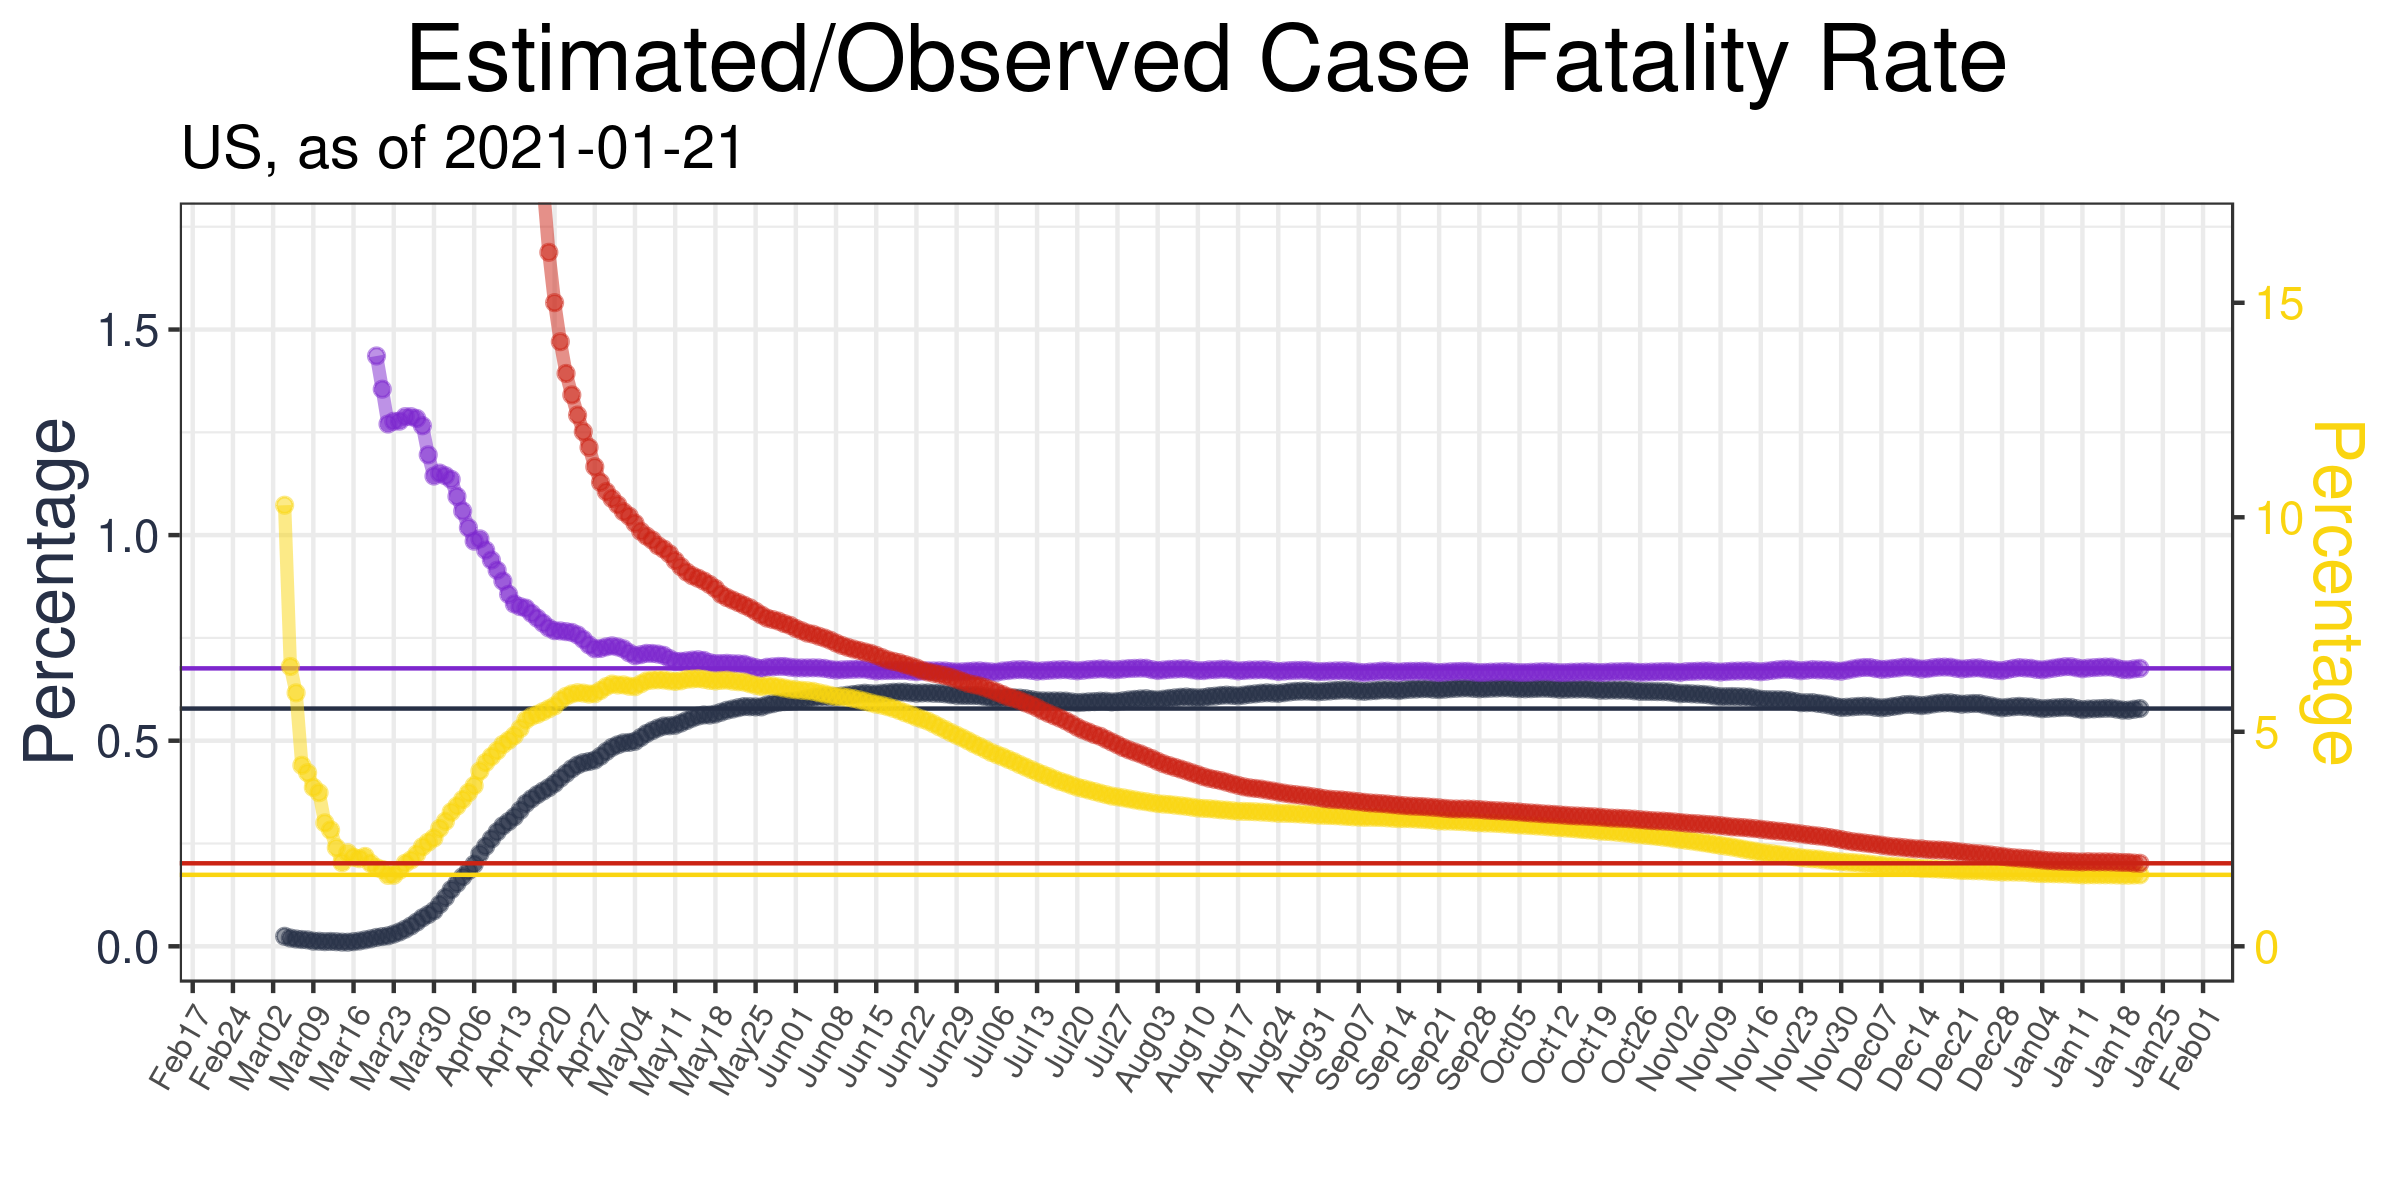 Estimated/Observed Case Fatality Rate
US, as of 2021-01-21
Percentage
1.5
1.0
0.5
0.0
15
10
5
0
Percentage
Feb17
Feb24
Mar02
Mar09
Mar16
Mar23
Mar30
Apr06
Apr13
Apr20
Apr27
May04
May11
May18
May25
Jun01
Jun08
Jun15
Jun22
Jun29
Jul06
Jul13
Jul20
Jul27
Aug03
Aug10
Aug17
Aug24
Aug31
Sep07
Sep14
Sep21
Sep28
Oct05
Oct12
Oct19
Oct26
Nov02
Nov09
Nov16
Nov23
Nov30
Dec07
Dec14
Dec21
Dec28
Jan04
Jan11
Jan18
Jan25
Feb01